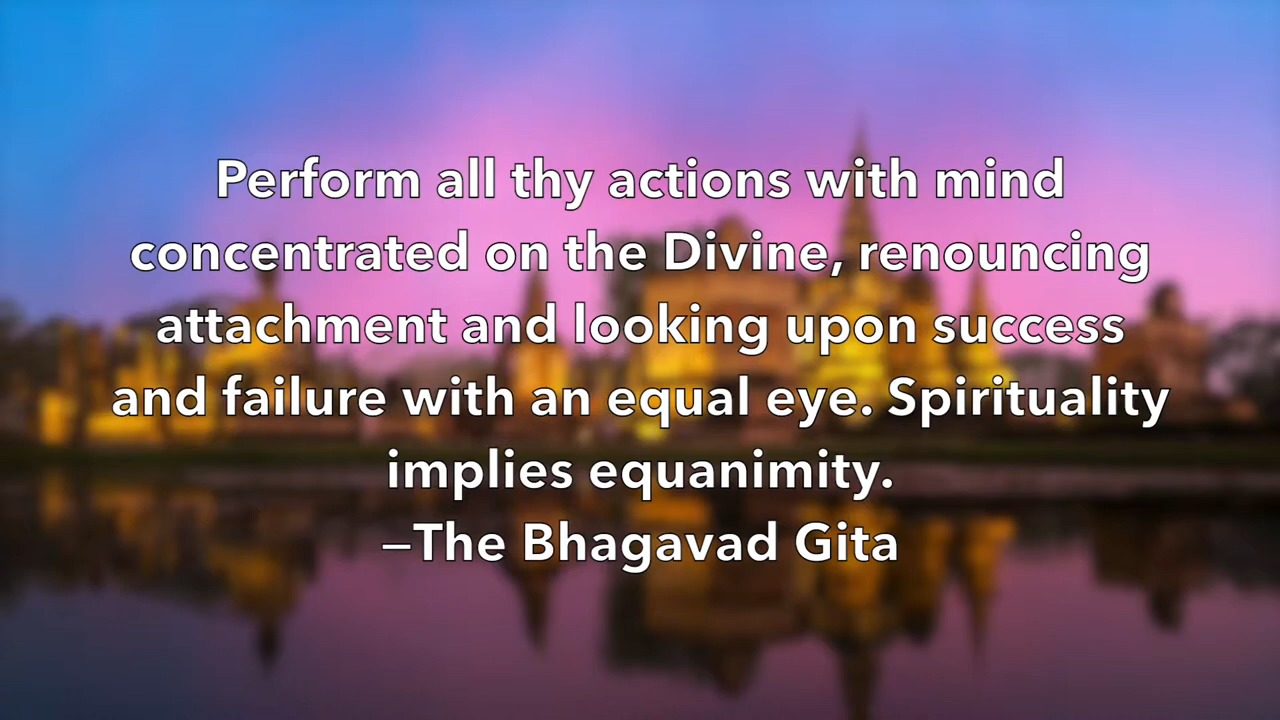 Perform all thy actions with mind
concentrated on the Divine, renouncing
attachment and looking upon success
and failure with an equal eye. Spirituality
implies equanimity.
—The Bhagavad Gita